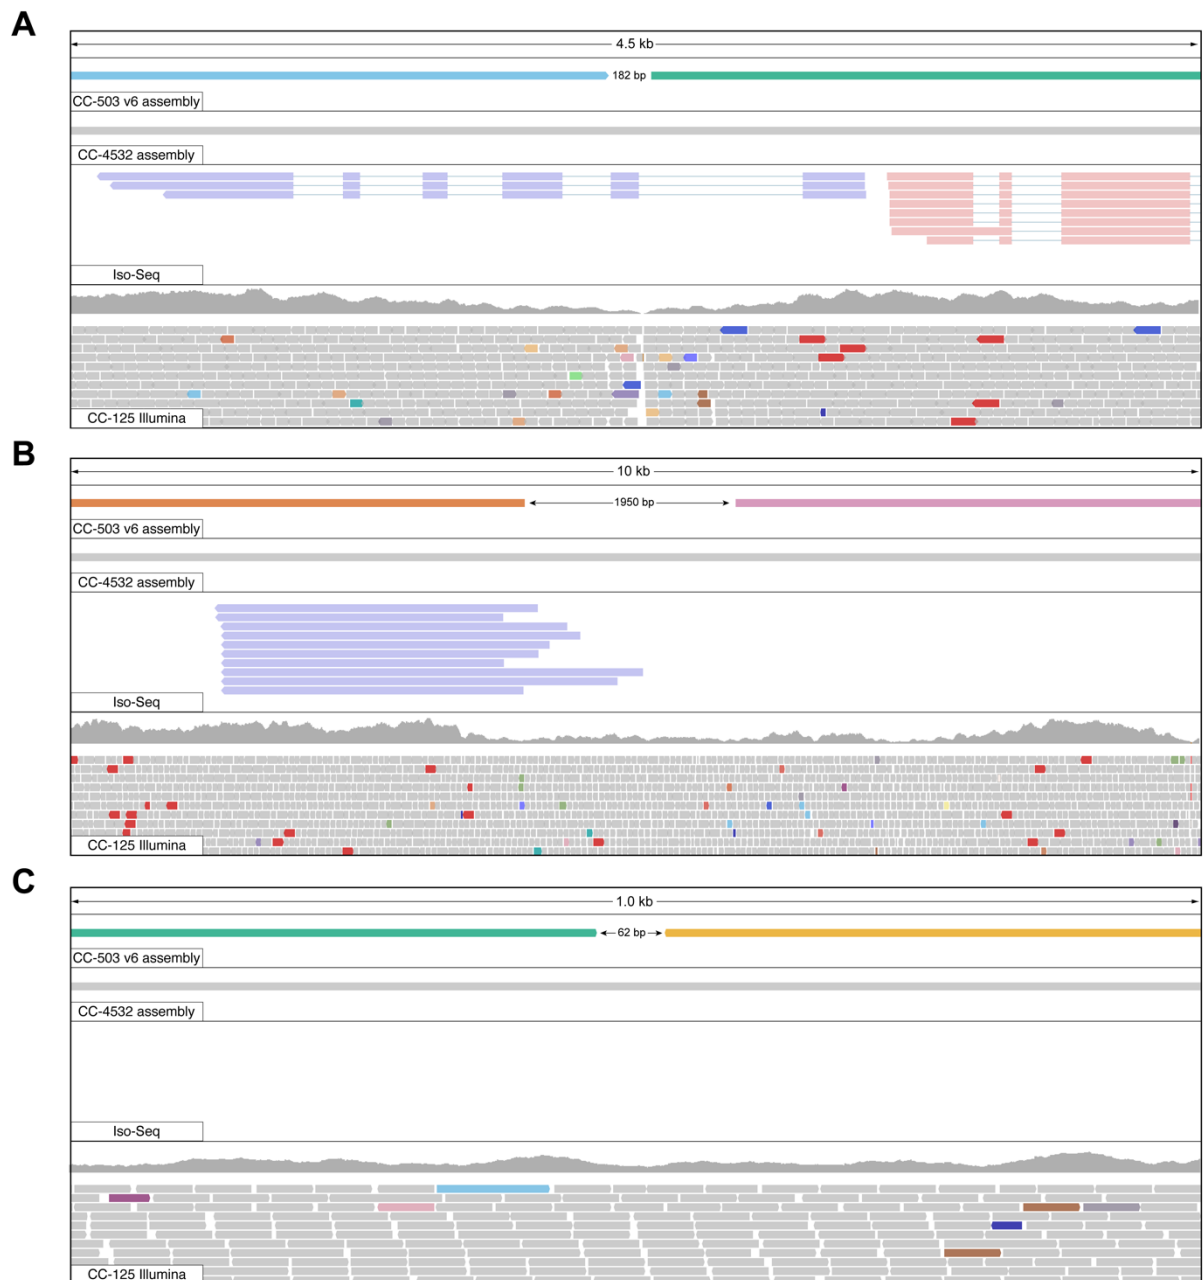 A
4.5 kb
182 bp
CC-503 v6 assembly
CC-4532 assembly
Iso-Seq
CC-125 Illumina
B
10 kb
1950 bp
CC-503 v6 assembly
CC-4532 assembly
Iso-Seq
CC-125 Illumina
C
1.0 kb
62 bp
CC-503 v6 assembly
CC-4532 assembly
Iso-Seq
CC-125 Illumina